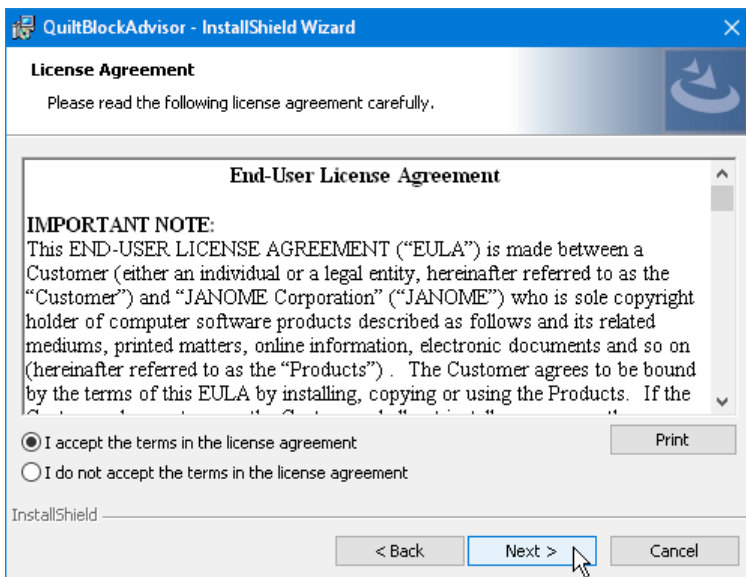 QuiltBlockAdvisor - InstallShield Wizard
License Agreement
Please read the following license agreement carefully.
End-User License Agreement
IMPORTANT NOTE:
This END-USER LICENSE AGREEMENT (“EULA”) is made between a
Customer (either an individual or a legal entity, hereinafter referred to as the
“Customer”) and “JANOME Corporation” (“JANOME”) who is sole copyright
holder of computer software products described as follows and its related
mediums, printed matters, online information, electronic documents and so on
(hereinafter referred to as the “Products”) .   The Customer agrees to be bound
by the terms of this EULA by installing, copying or using the Products.  If the
I accept the terms in the license agreement
Print
I do not accept the terms in the license agreement
InstallShield
< Back
Next >
Cancel